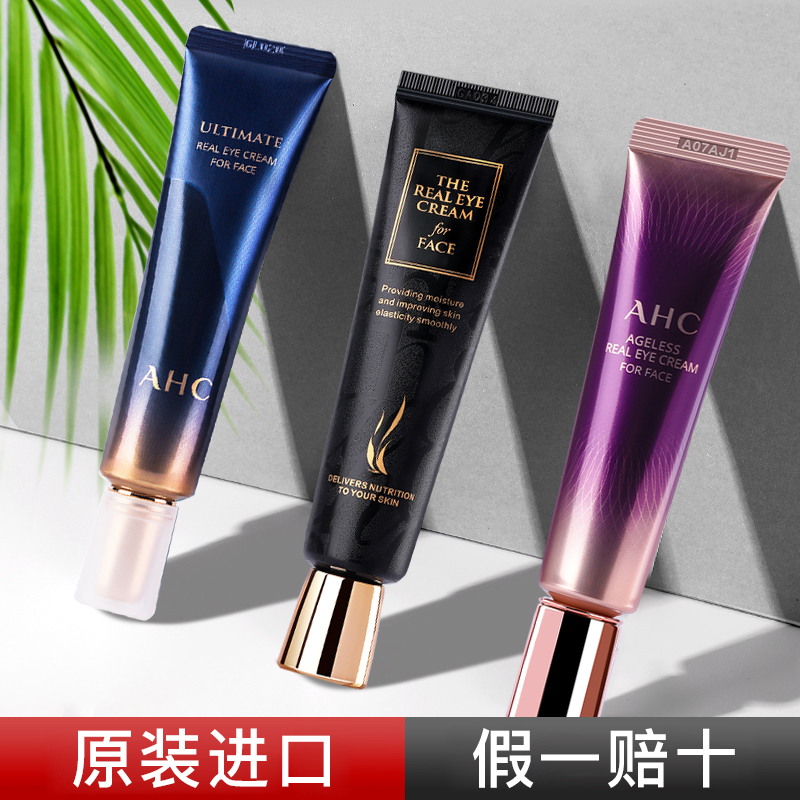 ULTIMATE
REAL EYE CREAM
FOR FACE
AHC
THE
REAL EYE
CREAM
for
FACE
Providing moisture
and improving skin
elasticity smoothly
DELIVERS NUTRITION
TO YOUR SKIN
A07AJ1
AHC
AGELESS
REAL EYE CREAM
FOR FACE
原装进口
假一赔十